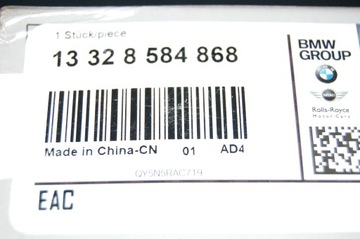 1 Stück/piece
13 32 8 584 868
Made in China-CN 01 AD4
QY5N5RAC719
EAC
BMW
GROUP
Rolls-Royce
Motor Cars